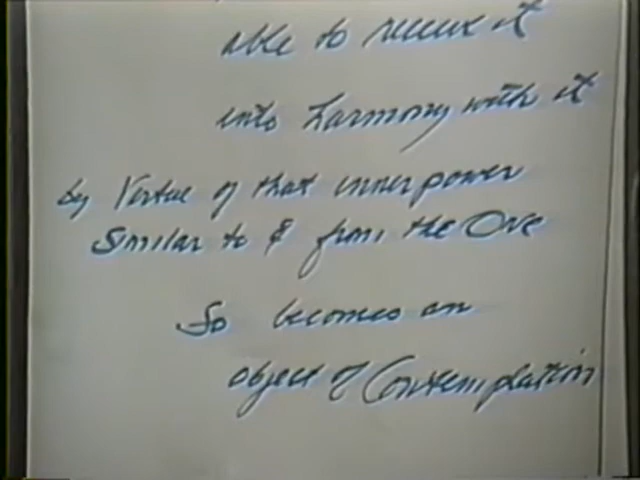 able to receive it
into harmony with it
by Vertue of that inner power
Similar to & from the One
So becomes an
object of Contemplation